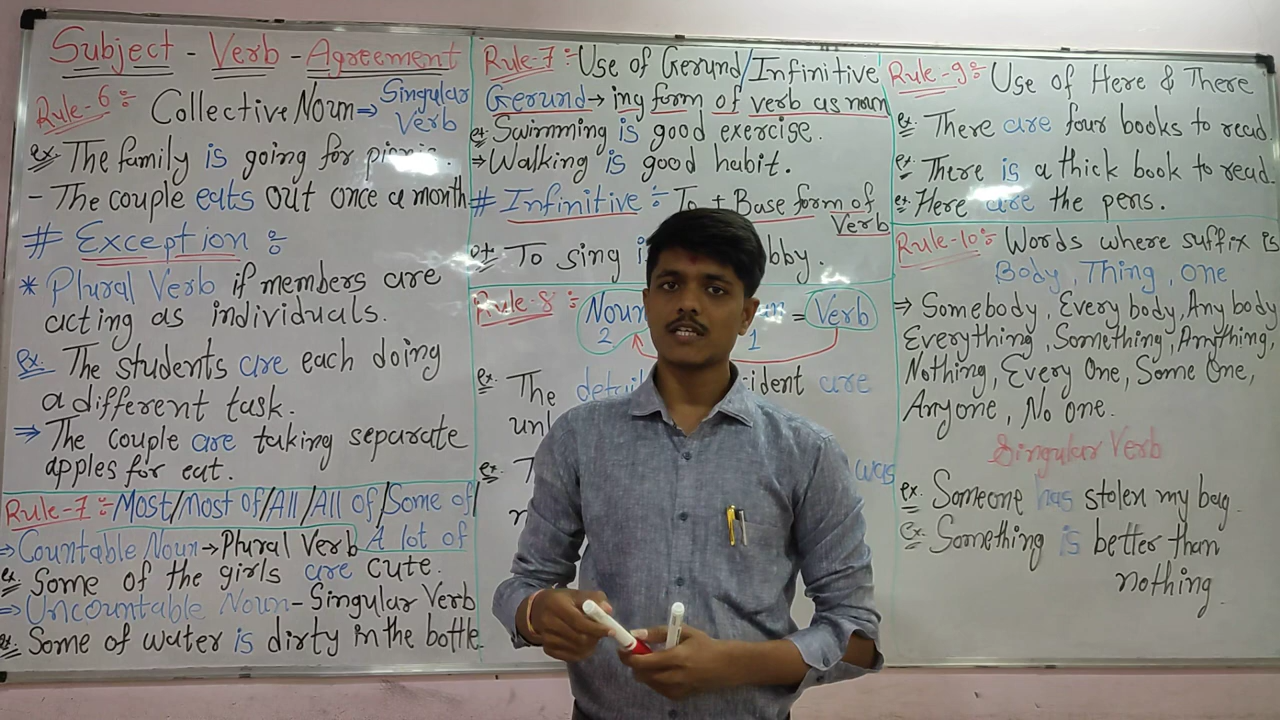 Subject - Verb - Agreement
Rule-6 :- Collective Noun → Singular Verb
ex. The family is going for picnic.
- The couple eats out once a month
# Exception :-
* Plural Verb if members are
acting as individuals.
ex. The students are each doing
a different task.
→ The couple are taking separate
apples for eat.
Rule-7 :- Most/Most of/All/All of/Some of/
A lot of
→ Countable Noun → Plural Verb
ex. Some of the girls are cute.
→ Uncountable Noun - Singular Verb
ex. Some of water is dirty in the bottle.
Rule-7 :- Use of Gerund/Infinitive
Gerund → ing form of verb as noun
ex. Swimming is good exercise.
→ Walking is good habit.
# Infinitive :- To + Base form of
Verb
ex. To sing
Rule-8 :- Noun = Verb
2 1
ex. The are
ex.
was
Rule-9 :- Use of Here & There
ex. There are four books to read.
ex. There is a thick book to read.
ex. Here are the pens.
Rule-10 :- Words where suffix is
Body, Thing, One
→ Somebody, Every body, Any body
Everything, Something, Anything,
Nothing, Every One, Some One,
Anyone, No one.
Singular Verb
ex. Someone has stolen my bag.
ex. Something is better than
nothing.